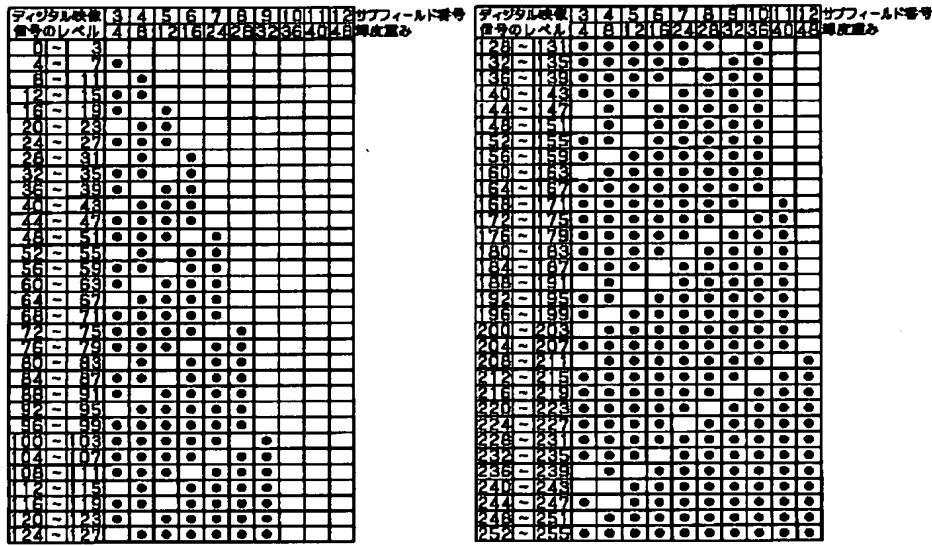 ディジタル映像 3 4 5 6 7 8 9 10 11 12 サブフィールド番号
信号のレベル 4 8 12 16 24 28 32 36 40 48 輝度重み
0 ~ 3
4 ~ 7
8 ~ 11
12 ~ 15
16 ~ 19
20 ~ 23
24 ~ 27
28 ~ 31
32 ~ 35
36 ~ 39
40 ~ 43
44 ~ 47
48 ~ 51
52 ~ 55
56 ~ 59
60 ~ 63
64 ~ 67
68 ~ 71
72 ~ 75
76 ~ 79
80 ~ 83
84 ~ 87
88 ~ 91
92 ~ 95
96 ~ 99
100 ~ 103
104 ~ 107
108 ~ 111
112 ~ 115
116 ~ 119
120 ~ 123
124 ~ 127
ディジタル映像 3 4 5 6 7 8 9 10 11 12 サブフィールド番号
信号のレベル 4 8 12 16 24 28 32 36 40 48 輝度重み
128 ~ 131
132 ~ 135
136 ~ 139
140 ~ 143
144 ~ 147
148 ~ 151
152 ~ 155
156 ~ 159
160 ~ 163
164 ~ 167
168 ~ 171
172 ~ 175
176 ~ 179
180 ~ 183
184 ~ 187
188 ~ 191
192 ~ 195
196 ~ 199
200 ~ 203
204 ~ 207
208 ~ 211
212 ~ 215
216 ~ 219
220 ~ 223
224 ~ 227
228 ~ 231
232 ~ 235
236 ~ 239
240 ~ 243
244 ~ 247
248 ~ 251
252 ~ 255